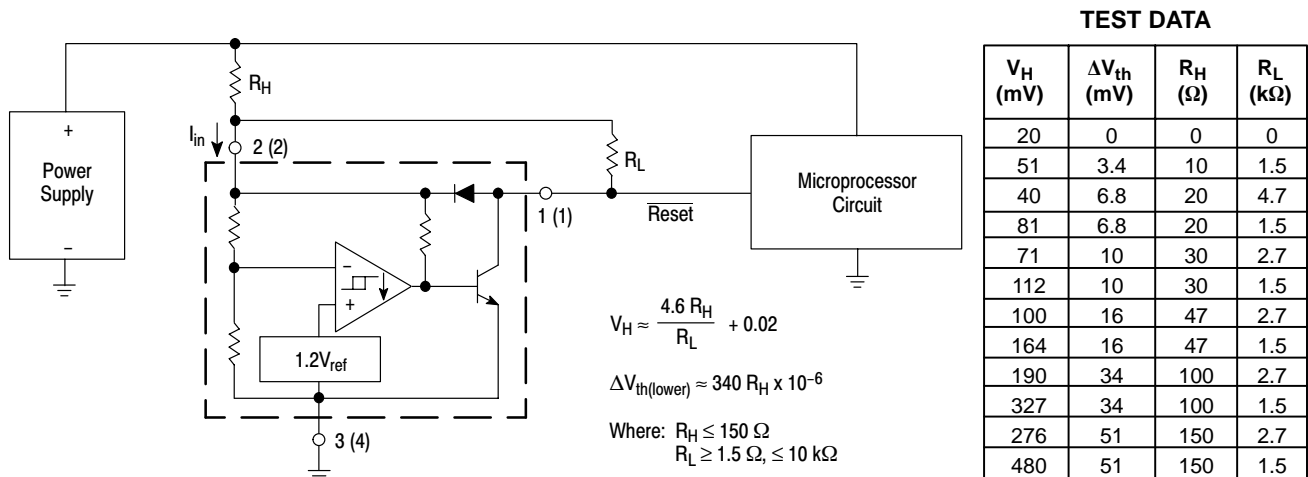 R_H
I_in
2 (2)
Power
Supply
+
−
R_L
1 (1)
Reset
Microprocessor
Circuit
−
+
1.2V_ref
3 (4)
V_H ≈ 4.6 R_H / R_L + 0.02
ΔV_th(lower) ≈ 340 R_H x 10^−6
Where: R_H ≤ 150 Ω
R_L ≥ 1.5 Ω, ≤ 10 kΩ
TEST DATA
V_H (mV) ΔV_th (mV) R_H (Ω) R_L (kΩ)
20 0 0 0
51 3.4 10 1.5
40 6.8 20 4.7
81 6.8 20 1.5
71 10 30 2.7
112 10 30 1.5
100 16 47 2.7
164 16 47 1.5
190 34 100 2.7
327 34 100 1.5
276 51 150 2.7
480 51 150 1.5